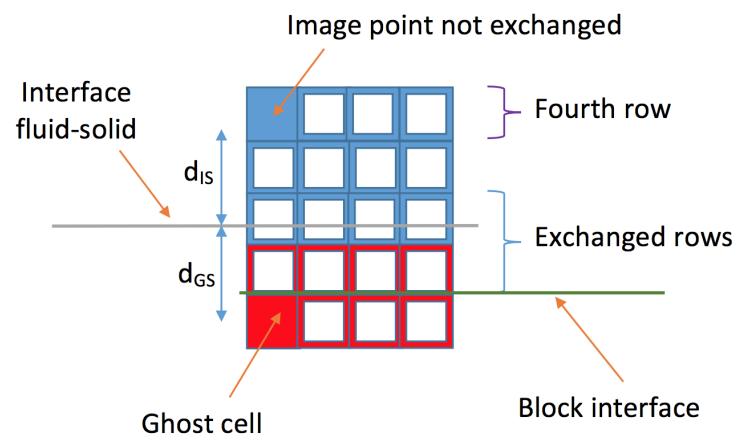 Image point not exchanged
Interface
fluid-solid
Fourth row
dIS
Exchanged rows
dGS
Block interface
Ghost cell